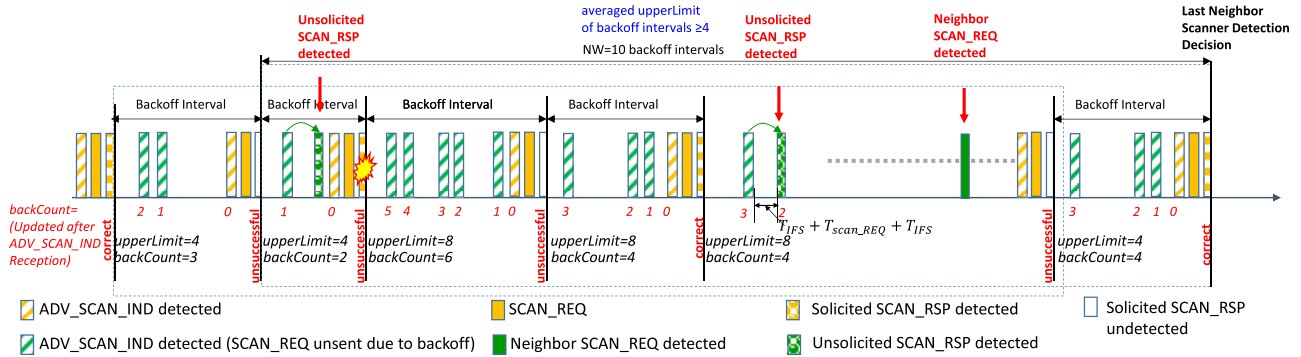 averaged upperLimit
of backoff intervals ≥4
NW=10 backoff intervals
Unsolicited
SCAN_RSP
detected
Unsolicited
SCAN_RSP
detected
Neighbor
SCAN_REQ
detected
Last Neighbor
Scanner Detection
Decision
Backoff Interval
Backoff Interval
Backoff Interval
Backoff Interval
Backoff Interval
backCount=
(Updated after
ADV_SCAN_IND
Reception)
2 1 0
1 0
5 4 3 2 1 0
3 2 1 0
3 2
3 2 1 0
T_IFS + T_scan_REQ + T_IFS
correct
unsuccessful
unsuccessful
unsuccessful
unsuccessful
correct
upperLimit=4
backCount=3
upperLimit=4
backCount=2
upperLimit=8
backCount=6
upperLimit=8
backCount=4
upperLimit=8
backCount=4
upperLimit=4
backCount=4
ADV_SCAN_IND detected
SCAN_REQ
Solicited SCAN_RSP detected
Solicited SCAN_RSP
undetected
ADV_SCAN_IND detected (SCAN_REQ unsent due to backoff)
Neighbor SCAN_REQ detected
Unsolicited SCAN_RSP detected